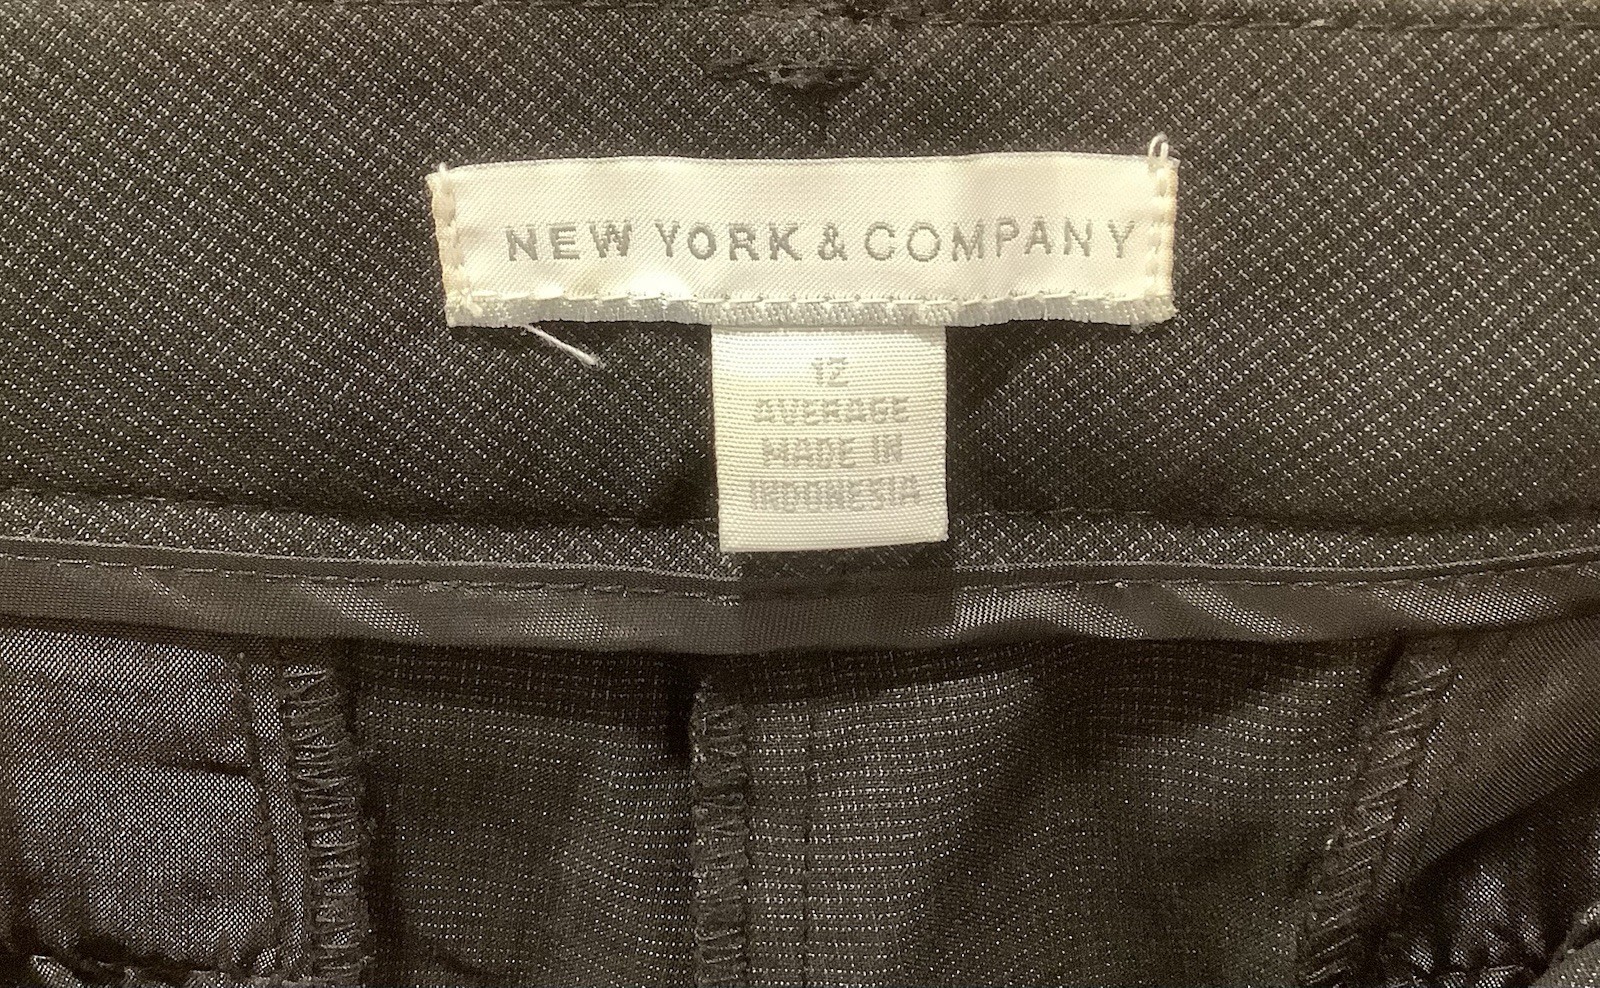 NEW YORK & COMPANY
12
AVERAGE
MADE IN
INDONESIA